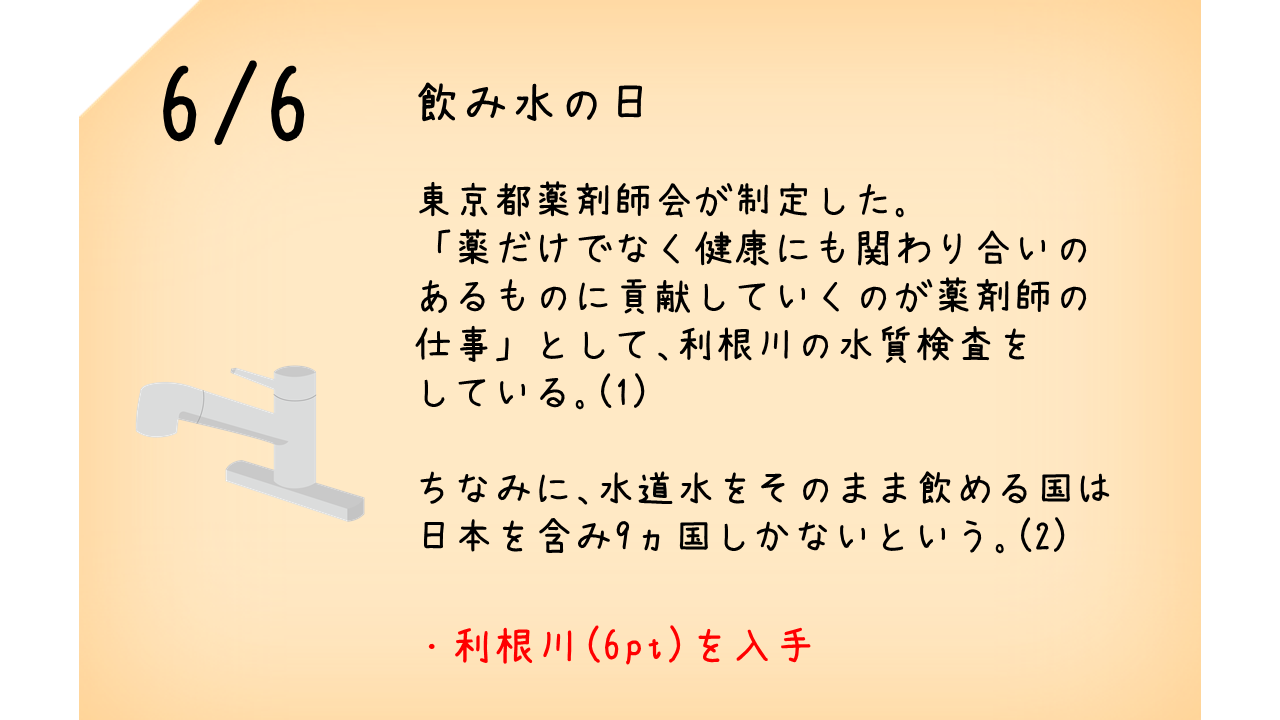 6/6
飲み水の日
東京都薬剤師会が制定した。
「薬だけでなく健康にも関わり合いの
あるものに貢献していくのが薬剤師の
仕事」として、利根川の水質検査を
している。(1)
ちなみに、水道水をそのまま飲める国は
日本を含み9ヵ国しかないという。(2)
・利根川(6pt)を入手